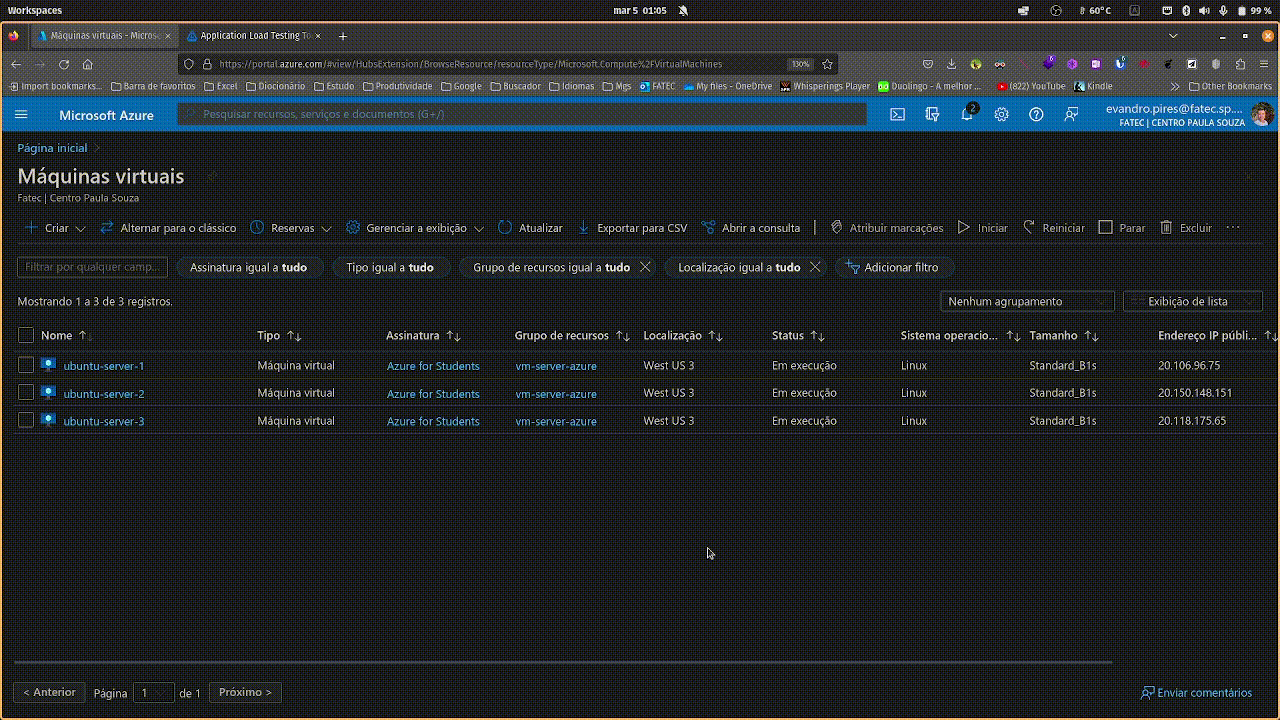 Workspaces mar 5 01:05 60°C 99 %
Máquinas virtuais - Micros Application Load Testing To
https://portal.azure.com/#view/HubsExtension/BrowseResource/resourceType/Microsoft.Compute%2FVirtualMachines 130%
Import bookmarks... Barra de favoritos Excel Diocionário Estudo Produtividade Google Buscador Idiomas Mgs FATEC My files - OneDrive Whisperings Player Duolingo - A melhor ... (822) YouTube Kindle Other Bookmarks
Microsoft Azure Pesquisar recursos, serviços e documentos (G+/) 2 evandro.pires@fatec.sp....
FATEC | CENTRO PAULA SOUZA
Página inicial
Máquinas virtuais
Fatec | Centro Paula Souza
Criar Alternar para o clássico Reservas Gerenciar a exibição Atualizar Exportar para CSV Abrir a consulta Atribuir marcações Iniciar Reiniciar Parar Excluir ...
Filtrar por qualquer camp... Assinatura igual a tudo Tipo igual a tudo Grupo de recursos igual a tudo Localização igual a tudo Adicionar filtro
Mostrando 1 a 3 de 3 registros. Nenhum agrupamento Exibição de lista
Nome Tipo Assinatura Grupo de recursos Localização Status Sistema operacio... Tamanho Endereço IP públi...
ubuntu-server-1 Máquina virtual Azure for Students vm-server-azure West US 3 Em execução Linux Standard_B1s 20.106.96.75
ubuntu-server-2 Máquina virtual Azure for Students vm-server-azure West US 3 Em execução Linux Standard_B1s 20.150.148.151
ubuntu-server-3 Máquina virtual Azure for Students vm-server-azure West US 3 Em execução Linux Standard_B1s 20.118.175.65
< Anterior Página 1 de 1 Próximo > Enviar comentários